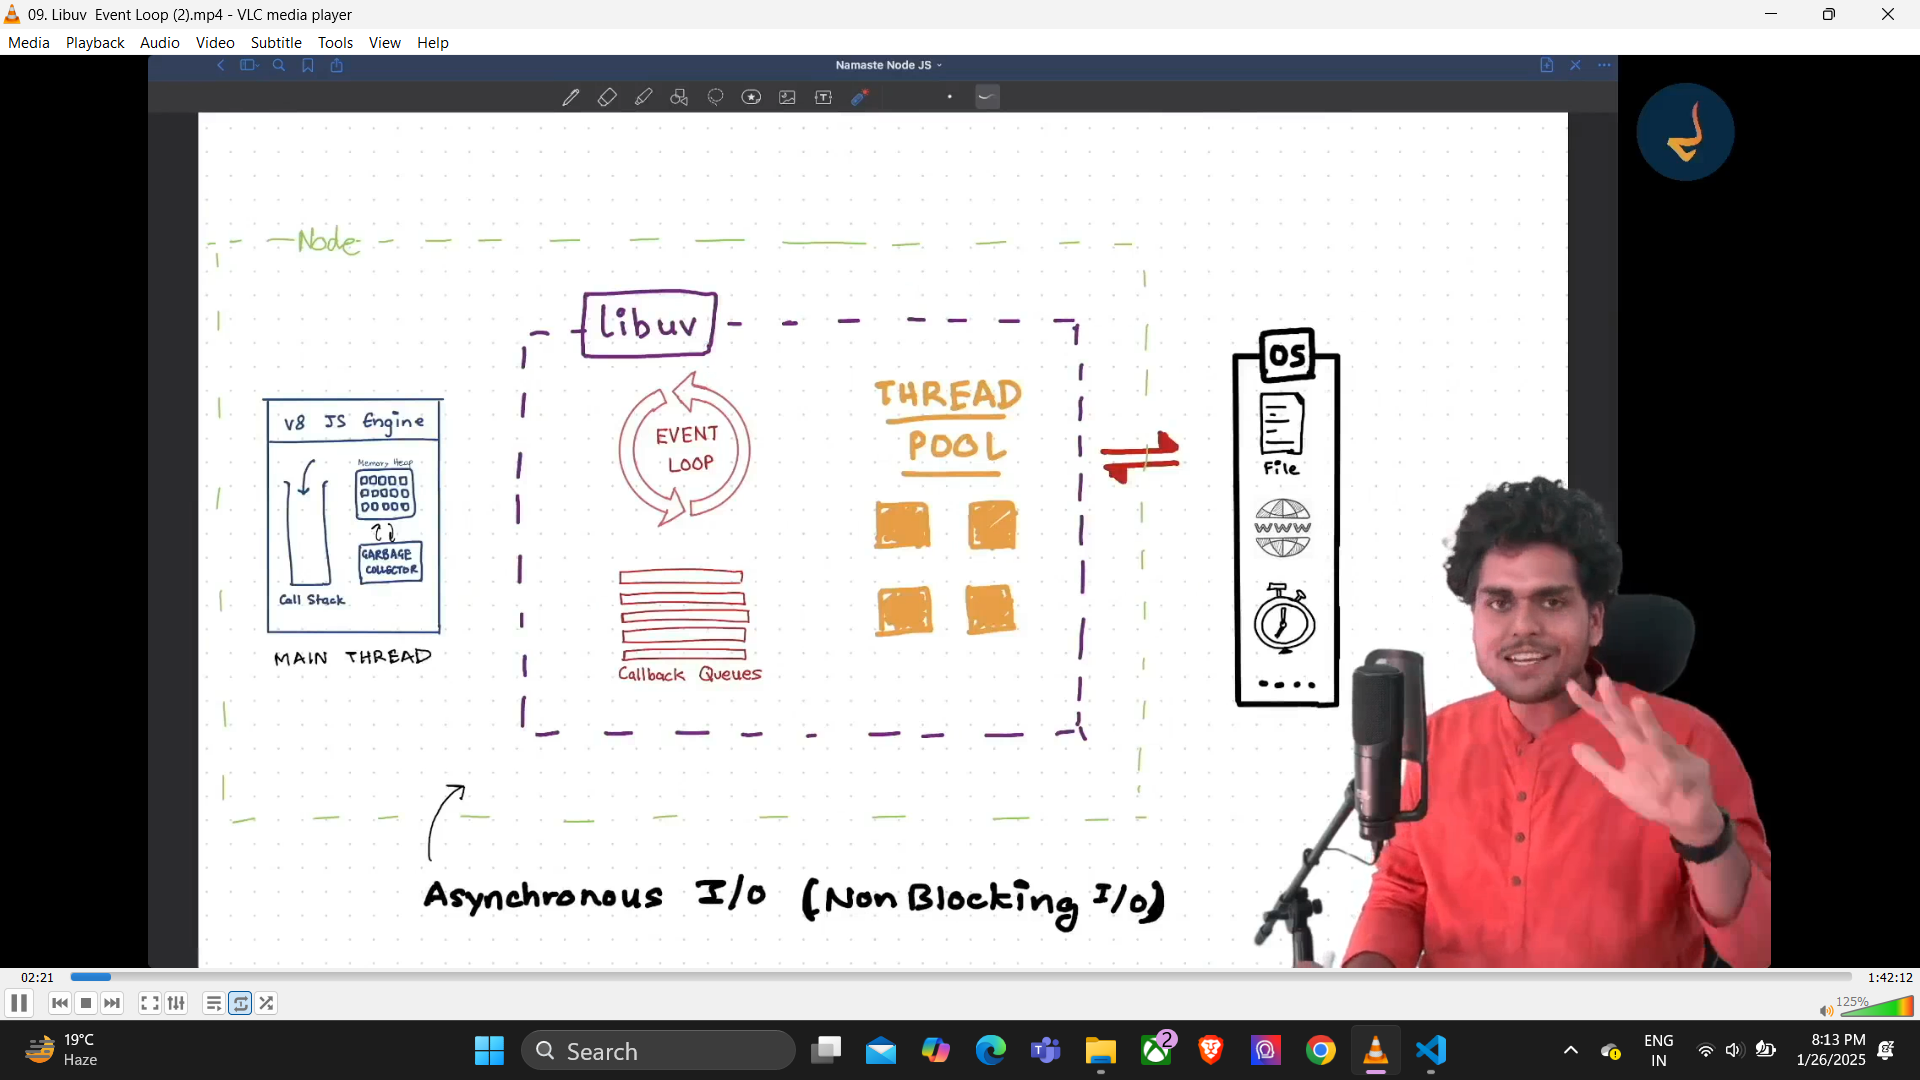 09. Libuv  Event Loop (2).mp4 - VLC media player
Media Playback Audio Video Subtitle Tools View Help
Namaste Node JS
T
Node
libuv
OS
THREAD
POOL
V8 JS Engine
EVENT
LOOP
Memory Heap
File
www
GARBAGE
COLLECTOR
Call Stack
MAIN THREAD
Callback Queues
Asynchronous I/O (Non Blocking I/O)
02:21
1:42:12
125%
19°C
Haze
Search
2
ENG
IN
8:13 PM
1/26/2025